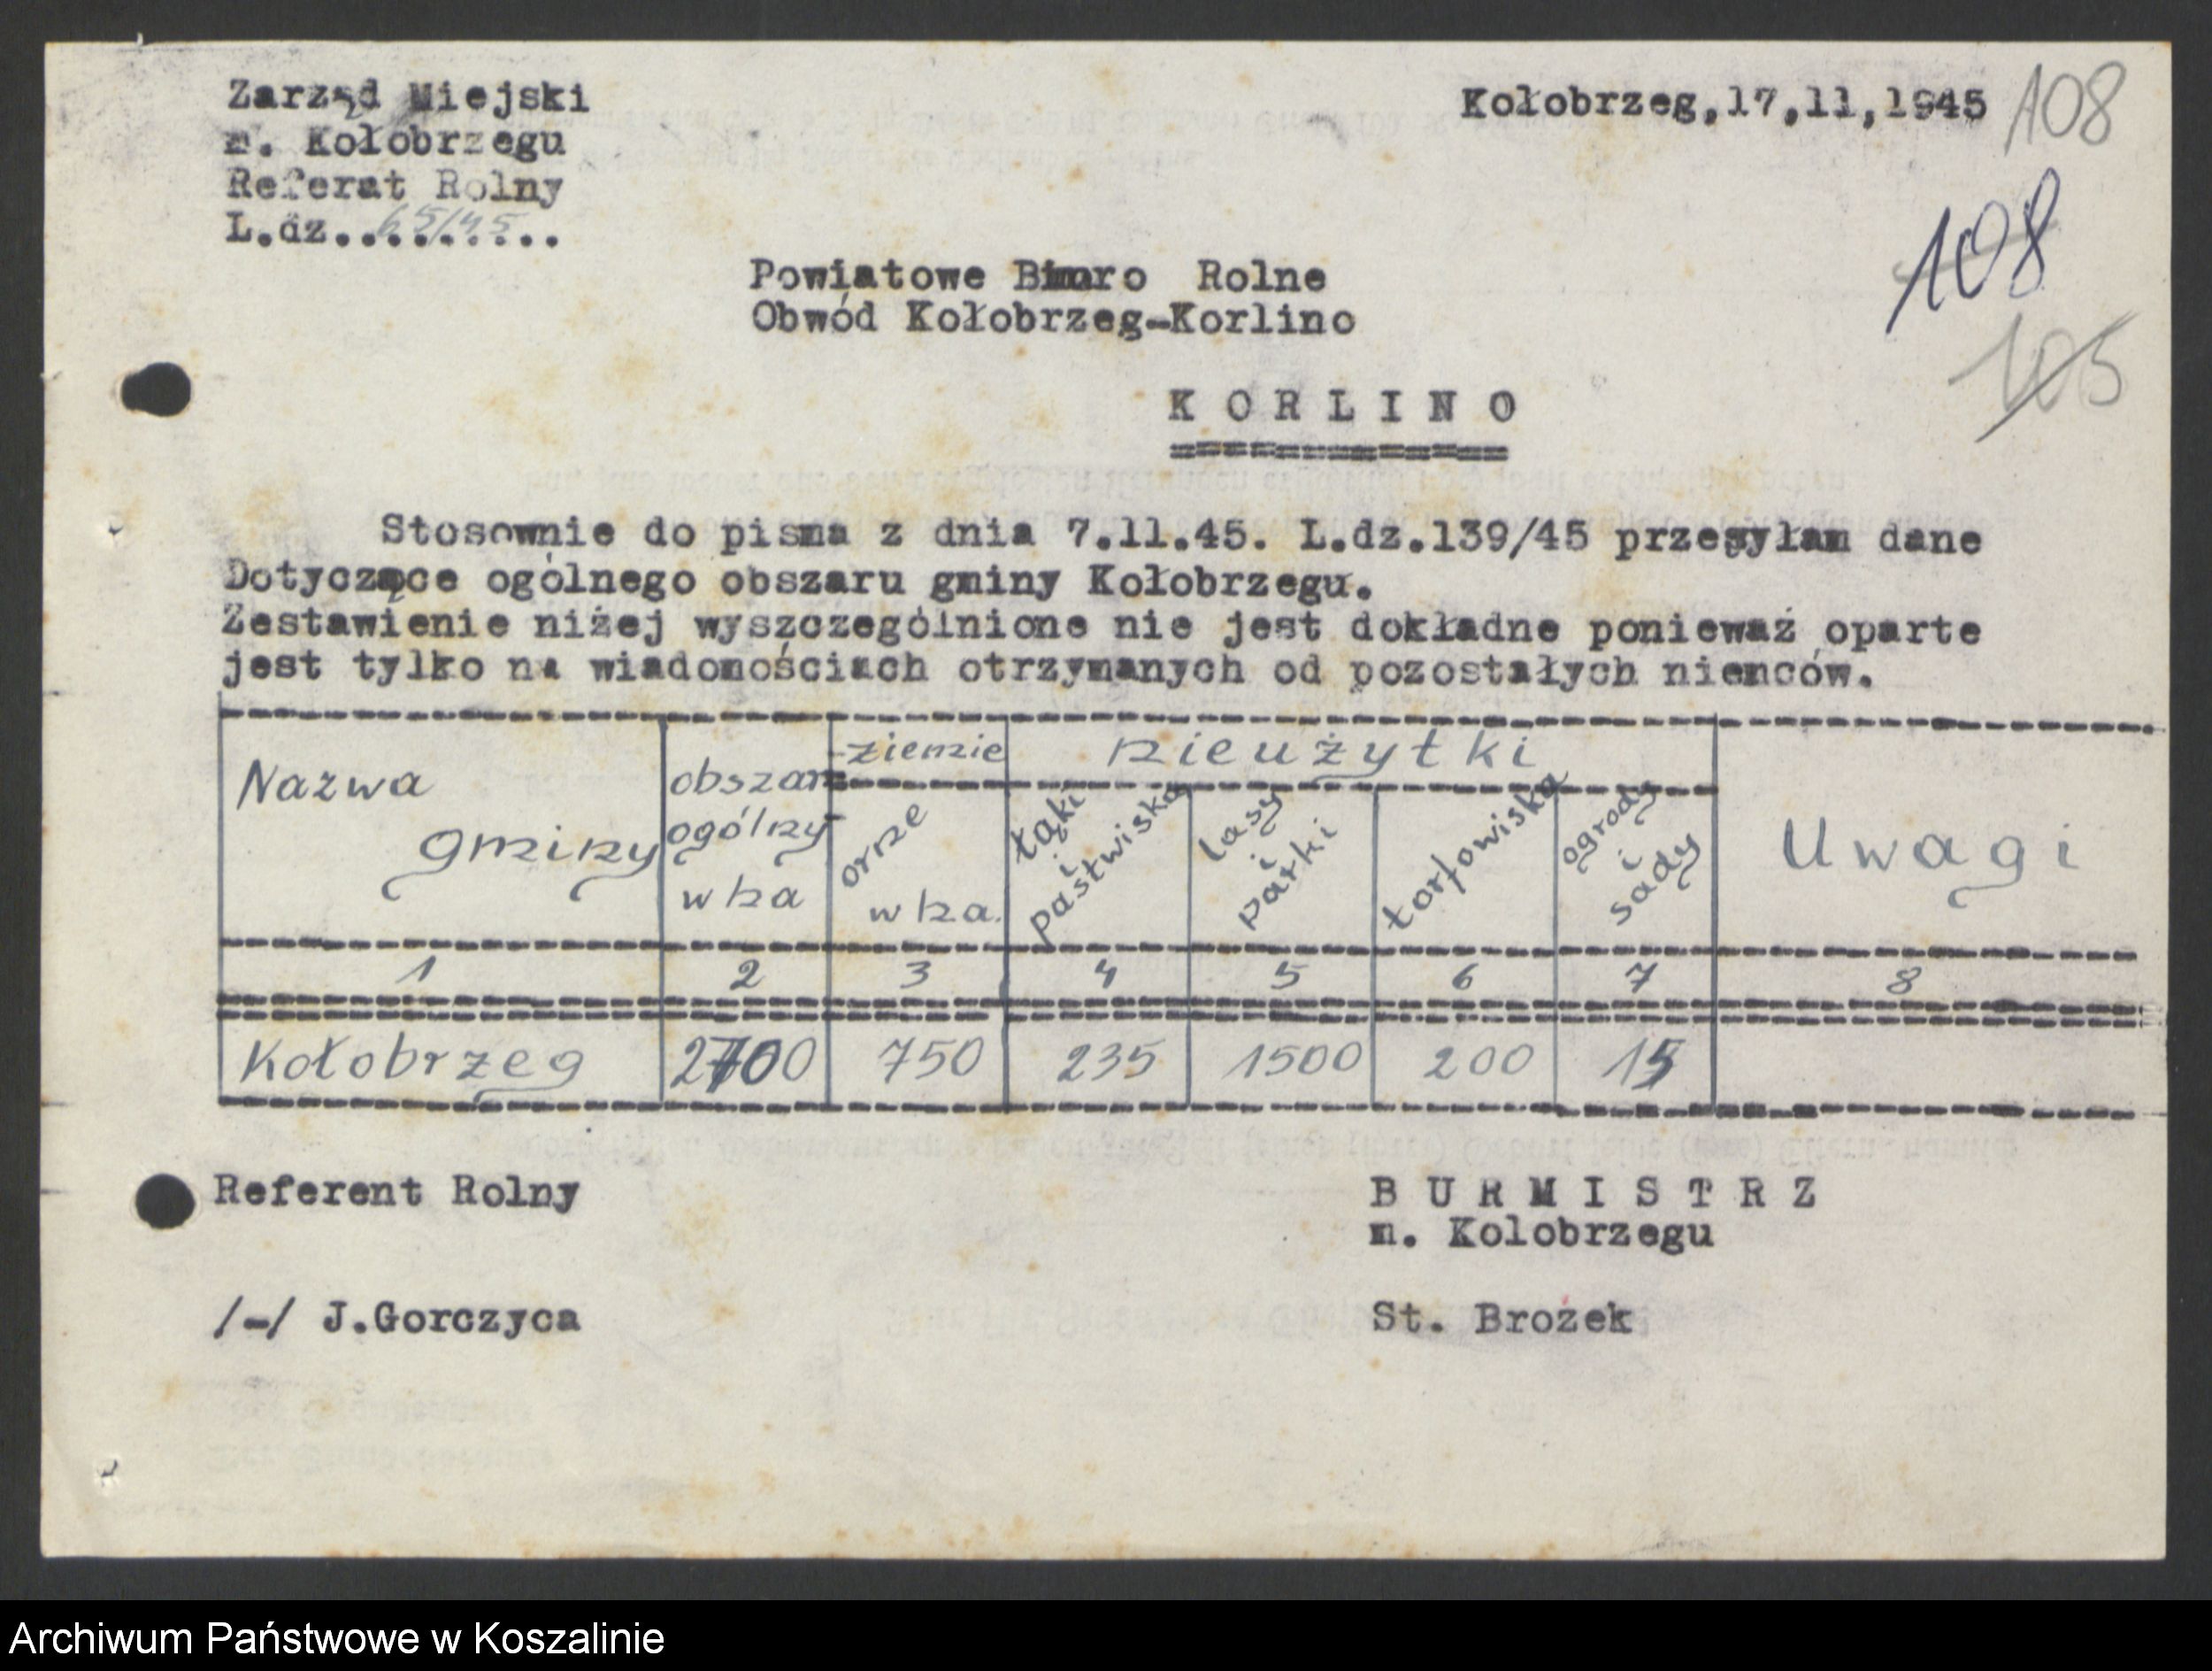 Zarząd Miejski
m. Kołobrzegu
Referat Rolny
L.dz..65/45....
Kołobrzeg,17,11,1945
108
108
105
Powiatowe Biuro Rolne
Obwód Kołobrzeg-Korlino
K O R L I N O
Stosownie do pisma z dnia 7.11.45. L.dz.139/45 przesyłam dane
Dotyczące ogólnego obszaru gminy Kołobrzegu.
Zestawienie niżej wyszczególnione nie jest dokładne ponieważ oparte
jest tylko na wiadomościach otrzymanych od pozostałych niemców.
Nazwa gminy
obszar ogólny w ha
ziemie
orne w ha.
nieużytki
łąki i pastwiska
lasy i parki
torfowiska
ogrody i sady
Uwagi
1 2 3 4 5 6 7 8
Kołobrzeg 2700 750 235 1500 200 15
Referent Rolny
B U R M I S T R Z
m. Kolobrzegu
/-/ J.Gorczyca
St. Brożek
Archiwum Państwowe w Koszalinie